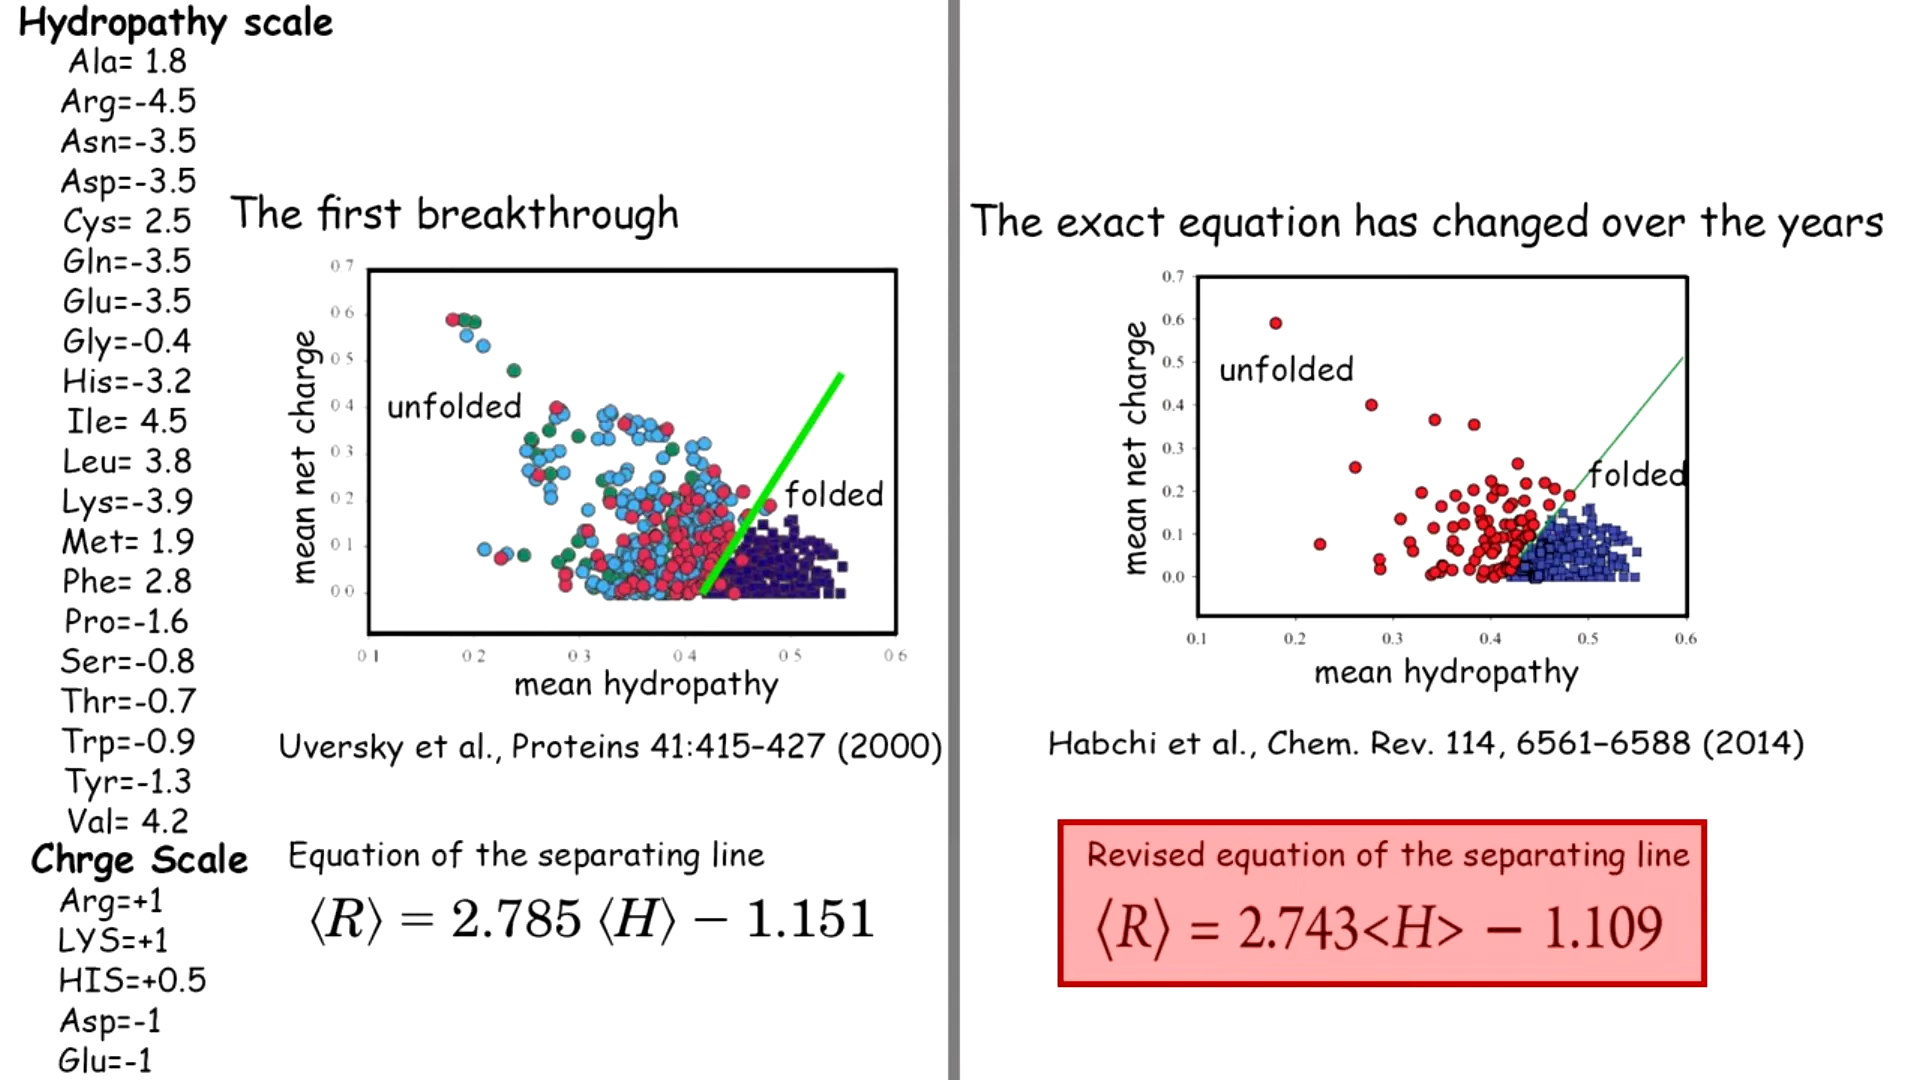 Hydropathy scale
Ala= 1.8
Arg=-4.5
Asn=-3.5
Asp=-3.5
Cys= 2.5
Gln=-3.5
Glu=-3.5
Gly=-0.4
His=-3.2
Ile= 4.5
Leu= 3.8
Lys=-3.9
Met= 1.9
Phe= 2.8
Pro=-1.6
Ser=-0.8
Thr=-0.7
Trp=-0.9
Tyr=-1.3
Val= 4.2
Chrge Scale
Arg=+1
LYS=+1
HIS=+0.5
Asp=-1
Glu=-1
The first breakthrough
0 7
0 6
0 5
0 4
0 3
0 2
0 1
0 0
mean net charge
unfolded
folded
0 1 0 2 0 3 0 4 0 5 0 6
mean hydropathy
Uversky et al., Proteins 41:415-427 (2000)
Equation of the separating line
⟨R⟩ = 2.785 ⟨H⟩ − 1.151
The exact equation has changed over the years
0.7
0.6
0.5
0.4
0.3
0.2
0.1
0.0
mean net charge
unfolded
folded
0.1 0.2 0.3 0.4 0.5 0.6
mean hydropathy
Habchi et al., Chem. Rev. 114, 6561-6588 (2014)
Revised equation of the separating line
⟨R⟩ = 2.743<H> − 1.109